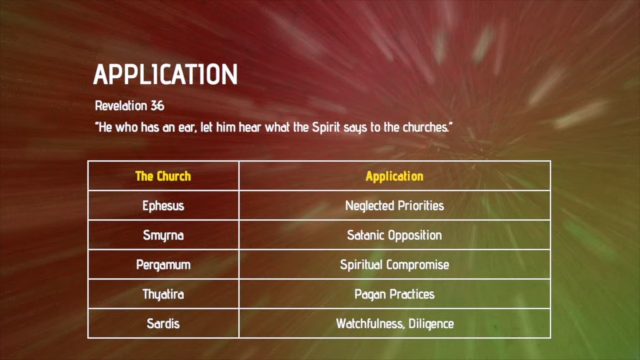 APPLICATION
Revelation 3:6
"He who has an ear, let him hear what the Spirit says to the churches."
The Church Application
Ephesus Neglected Priorities
Smyrna Satanic Opposition
Pergamum Spiritual Compromise
Thyatira Pagan Practices
Sardis Watchfulness, Diligence